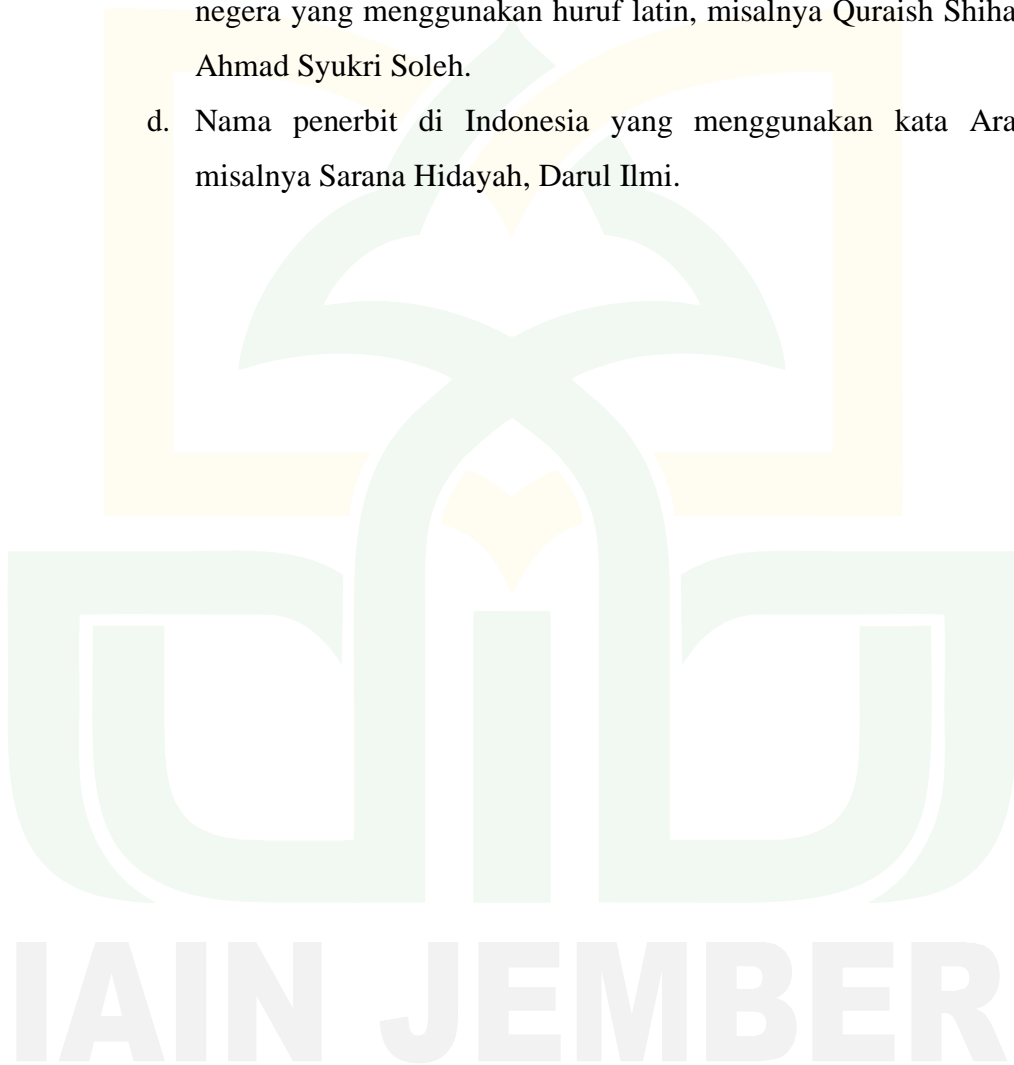 negera yang menggunakan huruf latin, misalnya Quraish Shiha
Ahmad Syukri Soleh.
d. Nama penerbit di Indonesia yang menggunakan kata Ara
misalnya Sarana Hidayah, Darul Ilmi.
IAIN JEMBER